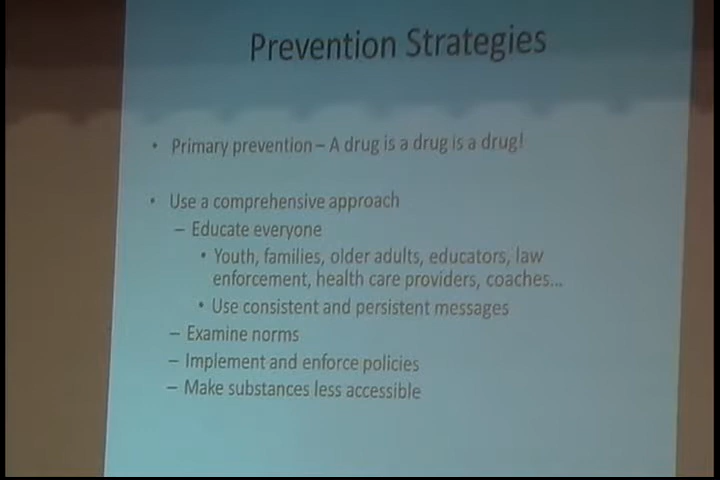 Prevention Strategies
• Primary prevention – A drug is a drug is a drug!
• Use a comprehensive approach
– Educate everyone
• Youth, families, older adults, educators, law
enforcement, health care providers, coaches...
• Use consistent and persistent messages
– Examine norms
– Implement and enforce policies
– Make substances less accessible